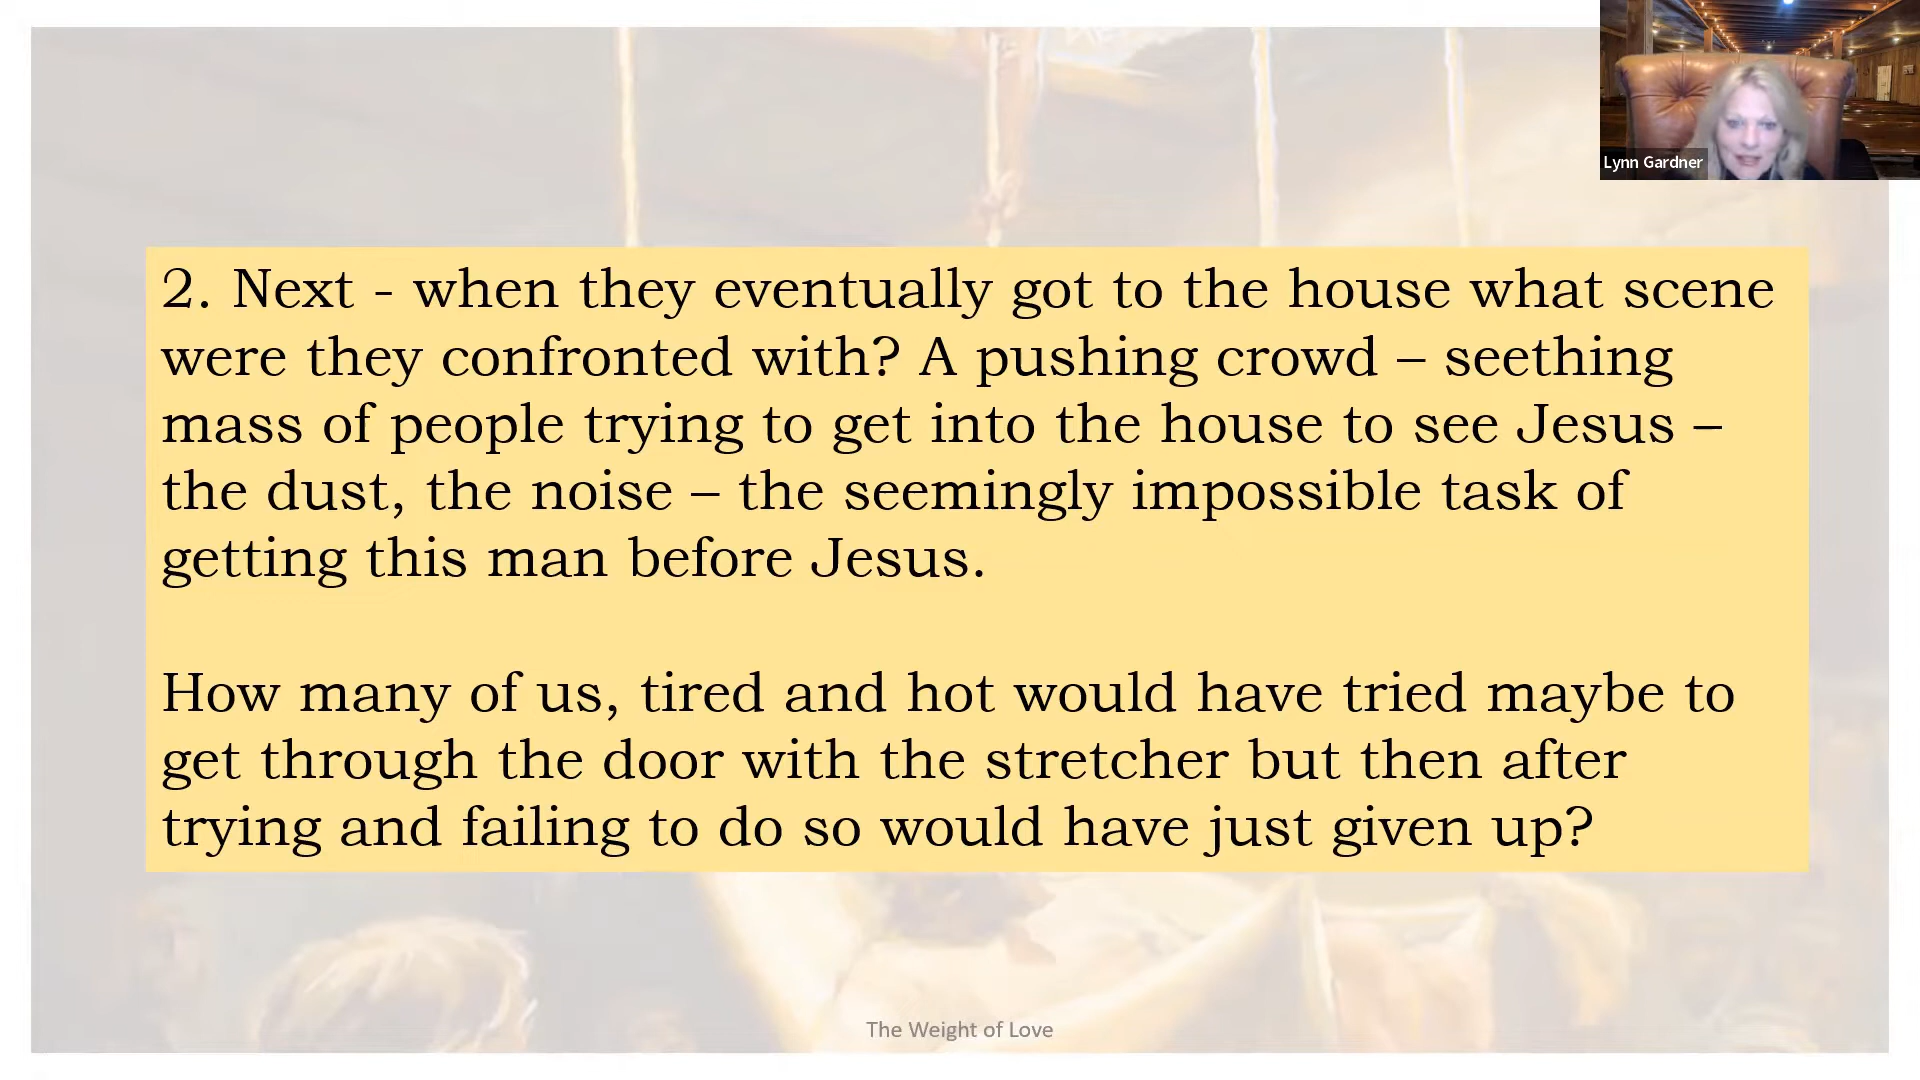 Lynn Gardner
2. Next - when they eventually got to the house what scene
were they confronted with? A pushing crowd – seething
mass of people trying to get into the house to see Jesus –
the dust, the noise – the seemingly impossible task of
getting this man before Jesus.
How many of us, tired and hot would have tried maybe to
get through the door with the stretcher but then after
trying and failing to do so would have just given up?
The Weight of Love